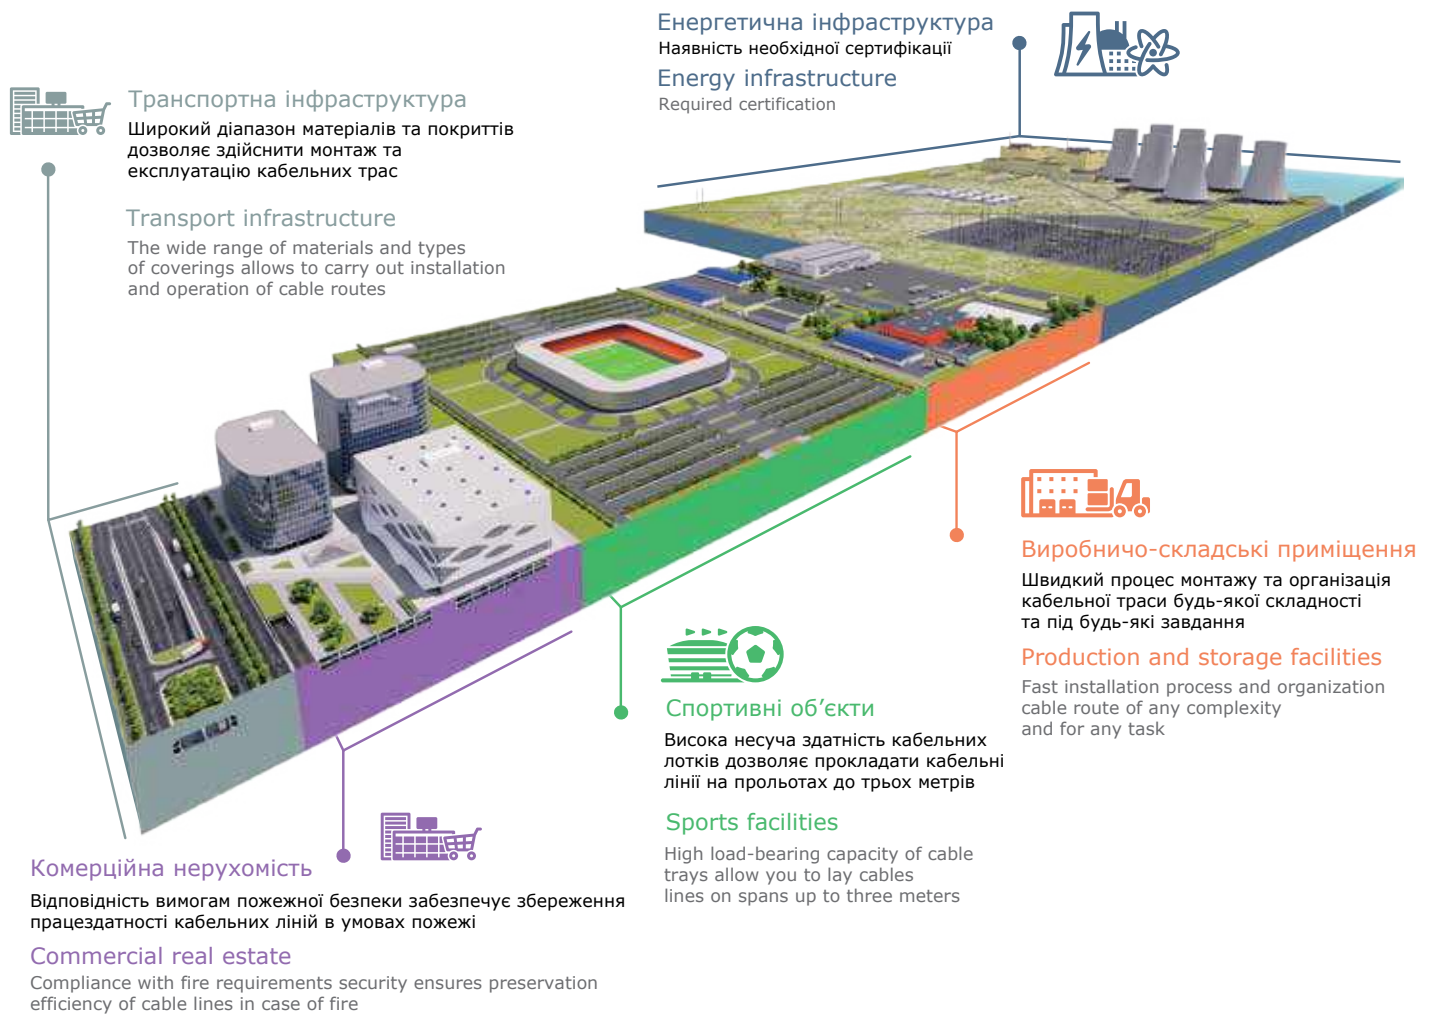 Енергетична інфраструктура
Наявність необхідної сертифікації
Energy infrastructure
Required certification
Транспортна інфраструктура
Широкий діапазон матеріалів та покриттів
дозволяє здійснити монтаж та
експлуатацію кабельних трас
Transport infrastructure
The wide range of materials and types
of coverings allows to carry out installation
and operation of cable routes
Виробничо-складські приміщення
Швидкий процес монтажу та організація
кабельної траси будь-якої складності
та під будь-які завдання
Production and storage facilities
Fast installation process and organization
cable route of any complexity
and for any task
Спортивні об’єкти
Висока несуча здатність кабельних
лотків дозволяє прокладати кабельні
лінії на прольотах до трьох метрів
Sports facilities
High load-bearing capacity of cable
trays allow you to lay cables
lines on spans up to three meters
Комерційна нерухомість
Відповідність вимогам пожежної безпеки забезпечує збереження
працездатності кабельних ліній в умовах пожежі
Commercial real estate
Compliance with fire requirements security ensures preservation
efficiency of cable lines in case of fire